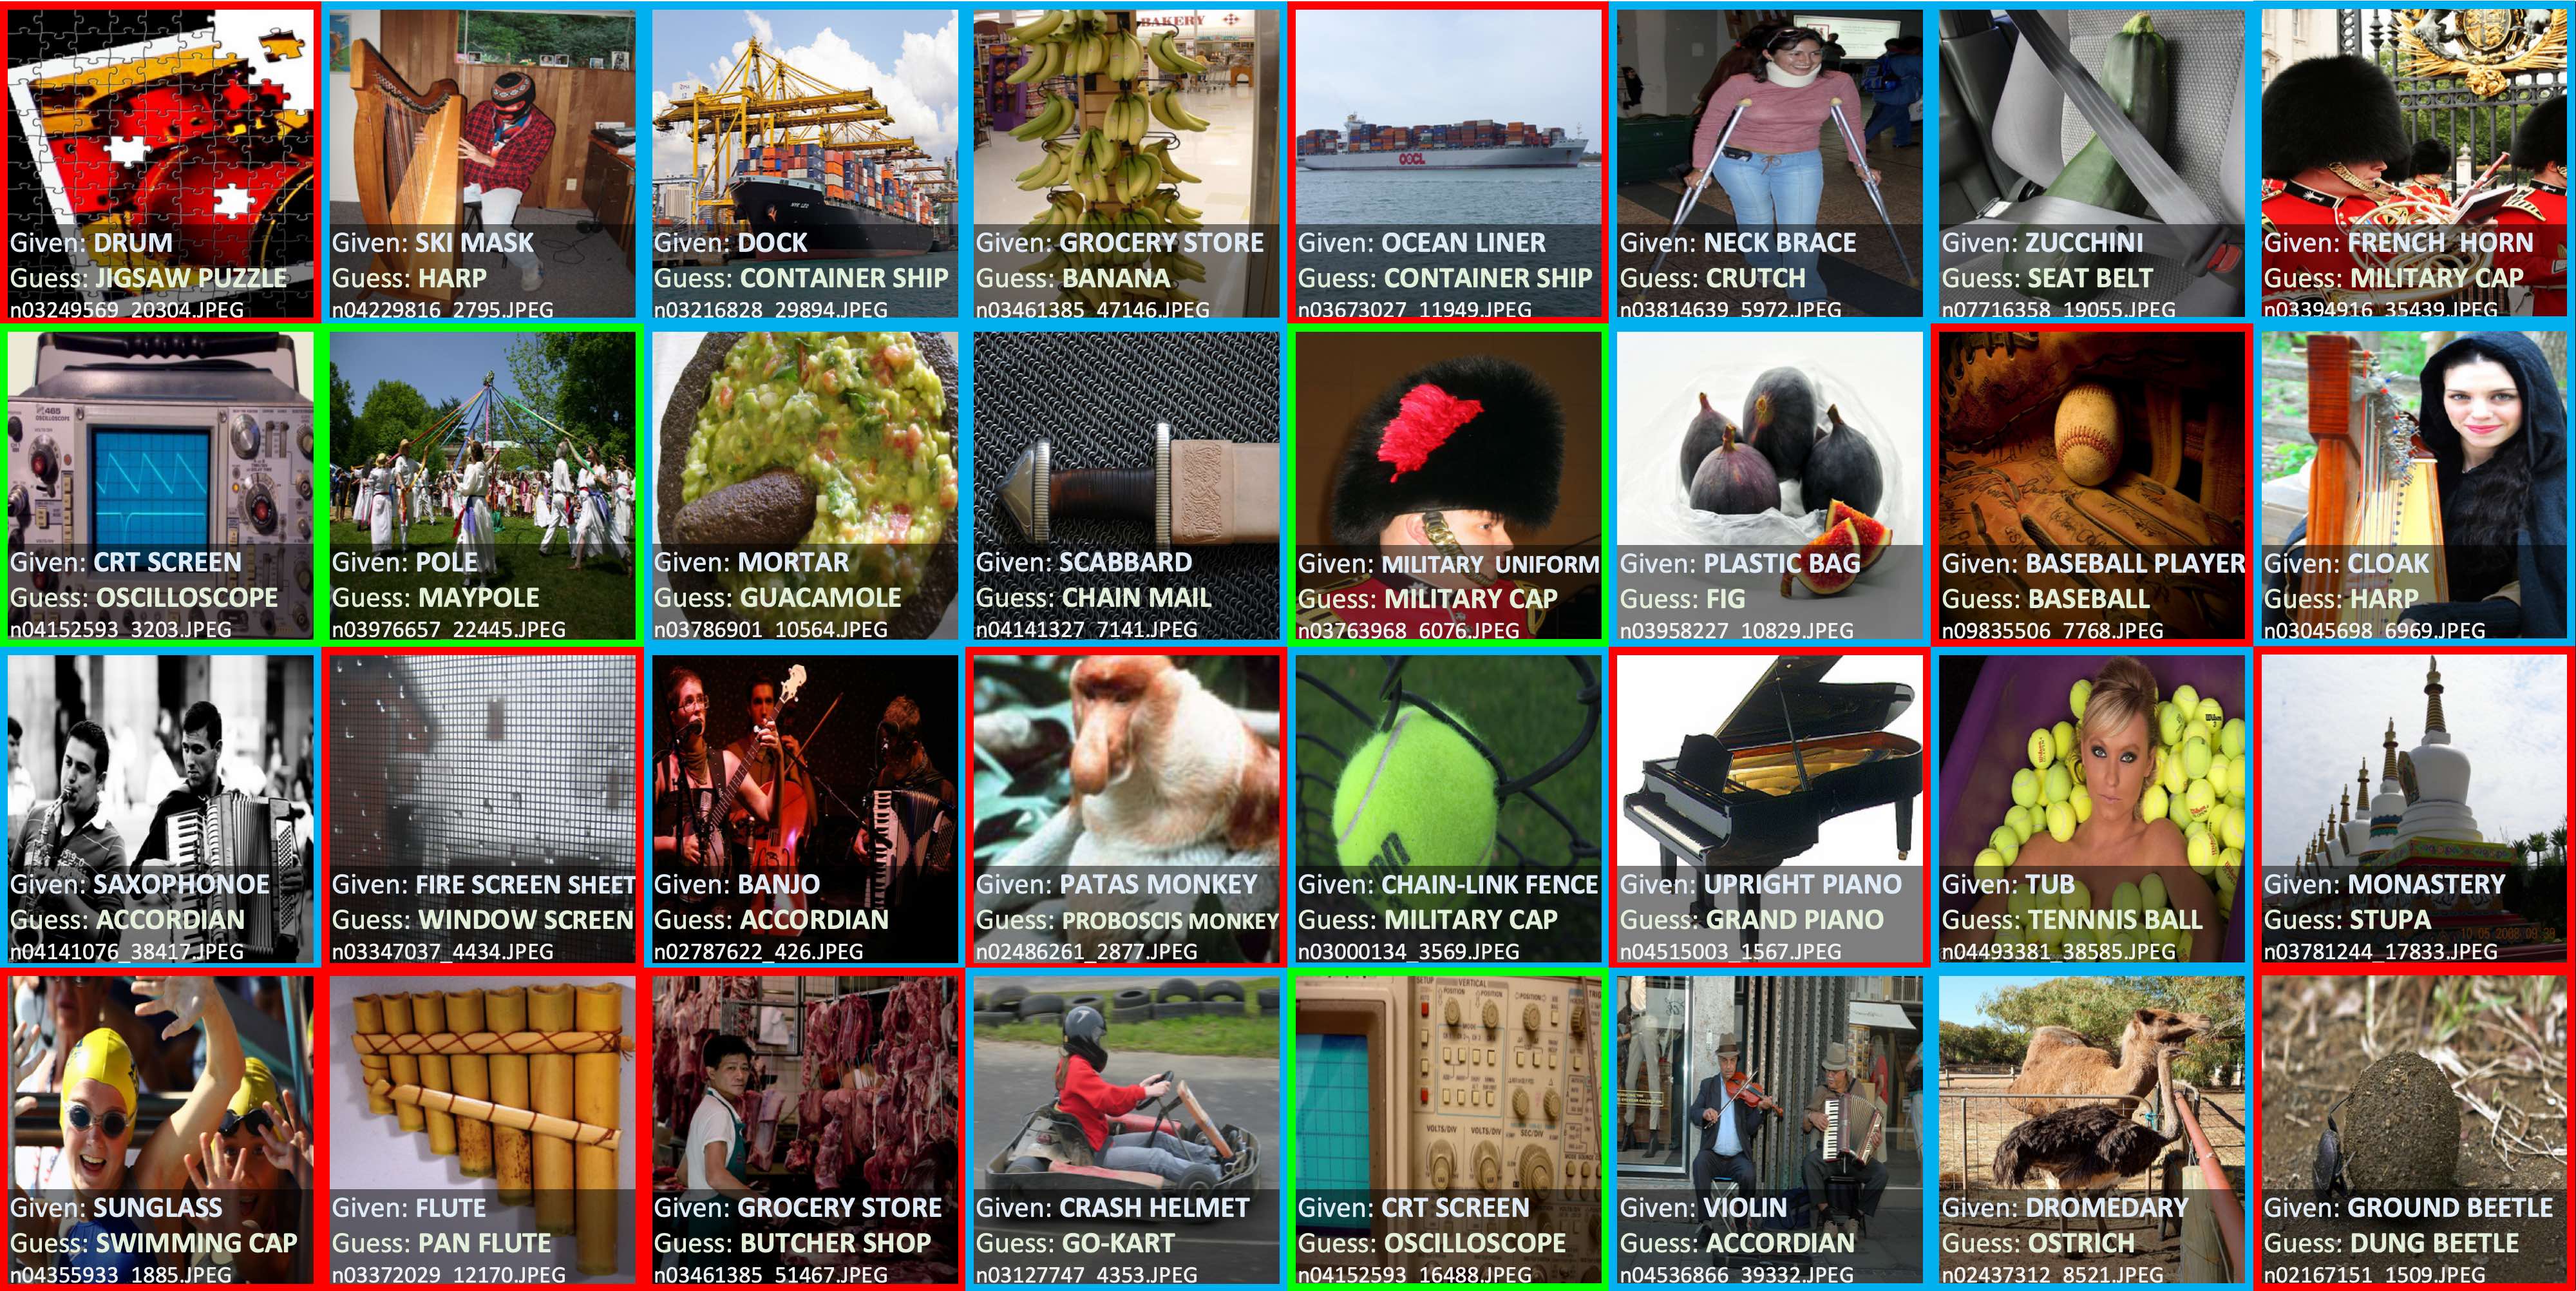 Given: DRUM
Guess: JIGSAW PUZZLE
n03249569_20304.JPEG
Given: SKI MASK
Guess: HARP
n04229816_2795.JPEG
Given: DOCK
Guess: CONTAINER SHIP
n03216828_29894.JPEG
BAKERY
Given: GROCERY STORE
Guess: BANANA
n03461385_47146.JPEG
OOCL
Given: OCEAN LINER
Guess: CONTAINER SHIP
n03673027_11949.JPEG
Given: NECK BRACE
Guess: CRUTCH
n03814639_5972.JPEG
Given: ZUCCHINI
Guess: SEAT BELT
n07716358_19055.JPEG
Given: FRENCH HORN
Guess: MILITARY CAP
n03394916_35439.JPEG
465
OSCILLOSCOPE
Given: CRT SCREEN
Guess: OSCILLOSCOPE
n04152593_3203.JPEG
Given: POLE
Guess: MAYPOLE
n03976657_22445.JPEG
Given: MORTAR
Guess: GUACAMOLE
n03786901_10564.JPEG
Given: SCABBARD
Guess: CHAIN MAIL
n04141327_7141.JPEG
Given: MILITARY UNIFORM
Guess: MILITARY CAP
n03763968_6076.JPEG
Given: PLASTIC BAG
Guess: FIG
n03958227_10829.JPEG
Given: BASEBALL PLAYER
Guess: BASEBALL
n09835506_7768.JPEG
Given: CLOAK
Guess: HARP
n03045698_6969.JPEG
Given: SAXOPHONOE
Guess: ACCORDIAN
n04141076_38417.JPEG
Given: FIRE SCREEN SHEET
Guess: WINDOW SCREEN
n03347037_4434.JPEG
Given: BANJO
Guess: ACCORDIAN
n02787622_426.JPEG
Given: PATAS MONKEY
Guess: PROBOSCIS MONKEY
n02486261_2877.JPEG
Given: CHAIN-LINK FENCE
Guess: MILITARY CAP
n03000134_3569.JPEG
Given: UPRIGHT PIANO
Guess: GRAND PIANO
n04515003_1567.JPEG
Wilson
Given: TUB
Guess: TENNNIS BALL
n04493381_38585.JPEG
Given: MONASTERY
Guess: STUPA
10 05 2008 09 39
n03781244_17833.JPEG
Given: SUNGLASS
Guess: SWIMMING CAP
n04355933_1885.JPEG
Given: FLUTE
Guess: PAN FLUTE
n03372029_12170.JPEG
Given: GROCERY STORE
Guess: BUTCHER SHOP
n03461385_51467.JPEG
Given: CRASH HELMET
Guess: GO-KART
n03127747_4353.JPEG
VERTICAL
POSITION
POSITION
MODE
VOLTS/DIV
VOLTS/DIV
SEC/DIV
Given: CRT SCREEN
Guess: OSCILLOSCOPE
n04152593_16488.JPEG
Given: VIOLIN
Guess: ACCORDIAN
n04536866_39332.JPEG
Given: DROMEDARY
Guess: OSTRICH
n02437312_8521.JPEG
Given: GROUND BEETLE
Guess: DUNG BEETLE
n02167151_1509.JPEG